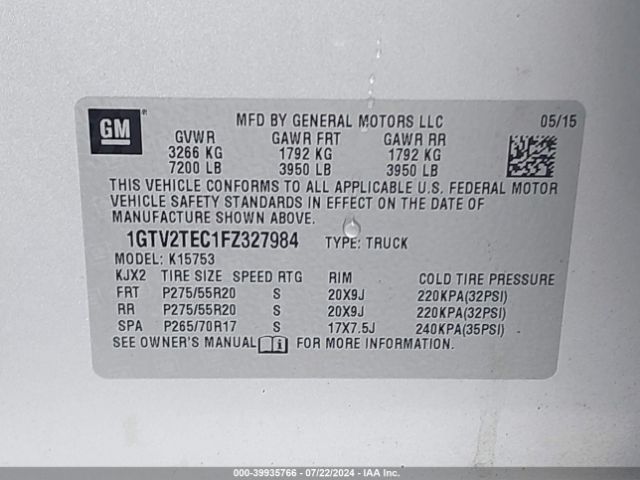 GM
MFD BY GENERAL MOTORS LLC 05/15
GVWR GAWR FRT GAWR RR
3266 KG 1792 KG 1792 KG
7200 LB 3950 LB 3950 LB
THIS VEHICLE CONFORMS TO ALL APPLICABLE U.S. FEDERAL MOTOR
VEHICLE SAFETY STANDARDS IN EFFECT ON THE DATE OF
MANUFACTURE SHOWN ABOVE.
1GTV2TEC1FZ327984 TYPE: TRUCK
MODEL: K15753
KJX2 TIRE SIZE SPEED RTG RIM COLD TIRE PRESSURE
FRT P275/55R20 S 20X9J 220KPA(32PSI)
RR P275/55R20 S 20X9J 220KPA(32PSI)
SPA P265/70R17 S 17X7.5J 240KPA(35PSI)
SEE OWNER'S MANUAL FOR MORE INFORMATION.
000-39935766 - 07/22/2024 - IAAI.COM